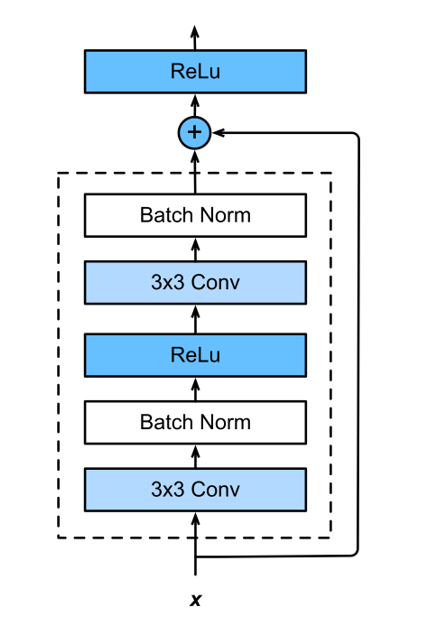 ReLu
+
Batch Norm
3x3 Conv
ReLu
Batch Norm
3x3 Conv
x